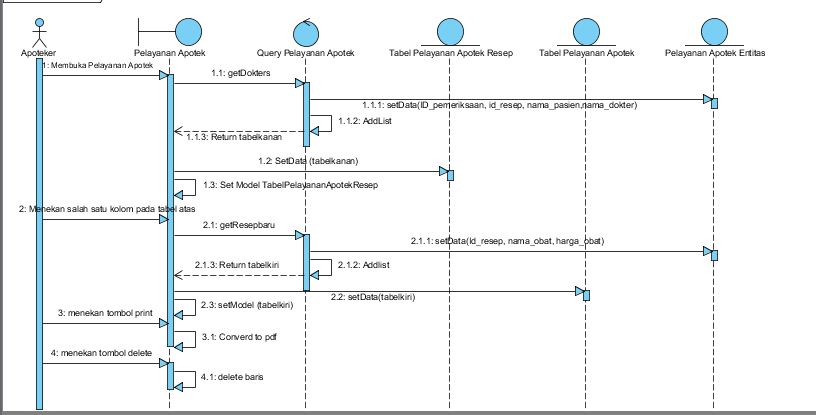 Apoteker
Pelayanan Apotek
Query Pelayanan Apotek
Tabel Pelayanan Apotek Resep
Tabel Pelayanan Apotek
Pelayanan Apotek Entitas
1: Membuka Pelayanan Apotek
1.1: getDokters
1.1.1: setData(ID_pemeriksaan, id_resep, nama_pasien,nama_dokter)
1.1.2: AddList
1.1.3: Return tabelkanan
1.2: SetData (tabelkanan)
1.3: Set Model TabelPelayananApotekResep
2: Menekan salah satu kolom pada tabel atas
2.1: getResepbaru
2.1.1: setData(id_resep, nama_obat, harga_obat)
2.1.3: Return tabelkiri
2.1.2: Addlist
2.2: setData(tabelkiri)
2.3: setModel (tabelkiri)
3: menekan tombol print
3.1: Converd to pdf
4: menekan tombol delete
4.1: delete baris